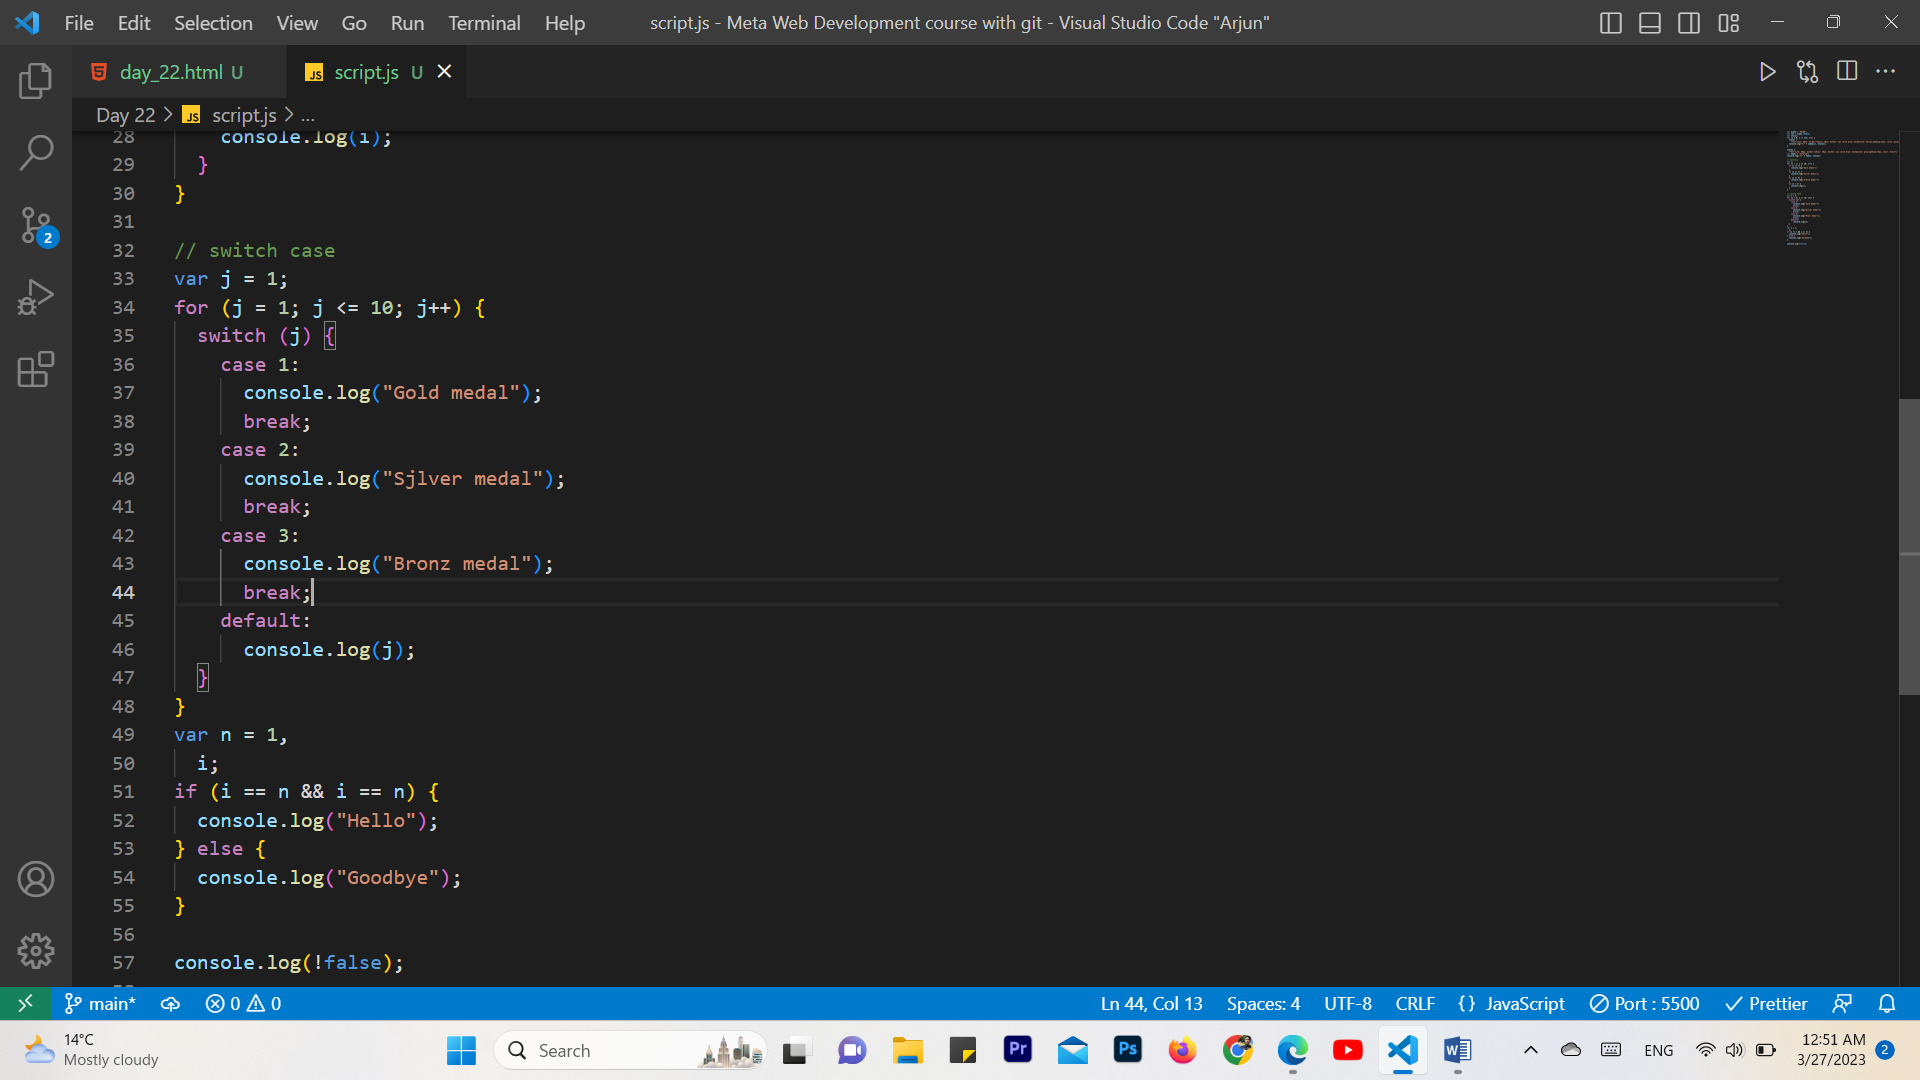 File Edit Selection View Go Run Terminal Help script.js - Meta Web Development course with git - Visual Studio Code "Arjun"
day_22.html U JS script.js U
Day 22 > JS script.js > ...
28 console.log(i);
29 }
30 }
31
32 // switch case
33 var j = 1;
34 for (j = 1; j <= 10; j++) {
35 switch (j) {
36 case 1:
37 console.log("Gold medal");
38 break;
39 case 2:
40 console.log("Sjlver medal");
41 break;
42 case 3:
43 console.log("Bronz medal");
44 break;
45 default:
46 console.log(j);
47 }
48 }
49 var n = 1,
50 i;
51 if (i == n && i == n) {
52 console.log("Hello");
53 } else {
54 console.log("Goodbye");
55 }
56
57 console.log(!false);
2
main* 0 0 Ln 44, Col 13 Spaces: 4 UTF-8 CRLF {} JavaScript Port : 5500 Prettier
14°C
Mostly cloudy
Search
Pr
Ps
W
ENG
12:51 AM
3/27/2023
2